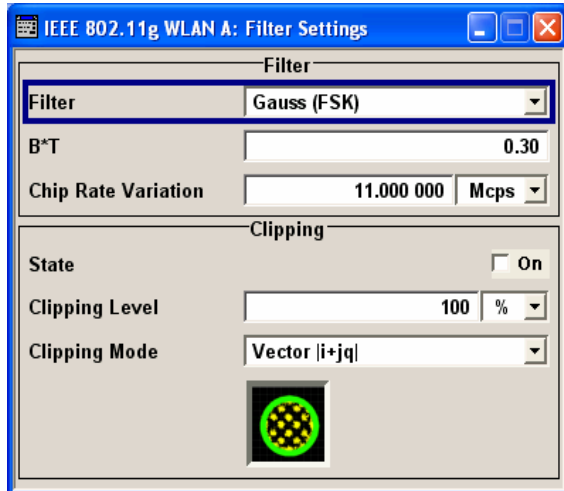 IEEE 802.11g WLAN A: Filter Settings
Filter
Filter Gauss (FSK)
B*T 0.30
Chip Rate Variation 11.000 000 Mcps
Clipping
State On
Clipping Level 100 %
Clipping Mode Vector |i+jq|